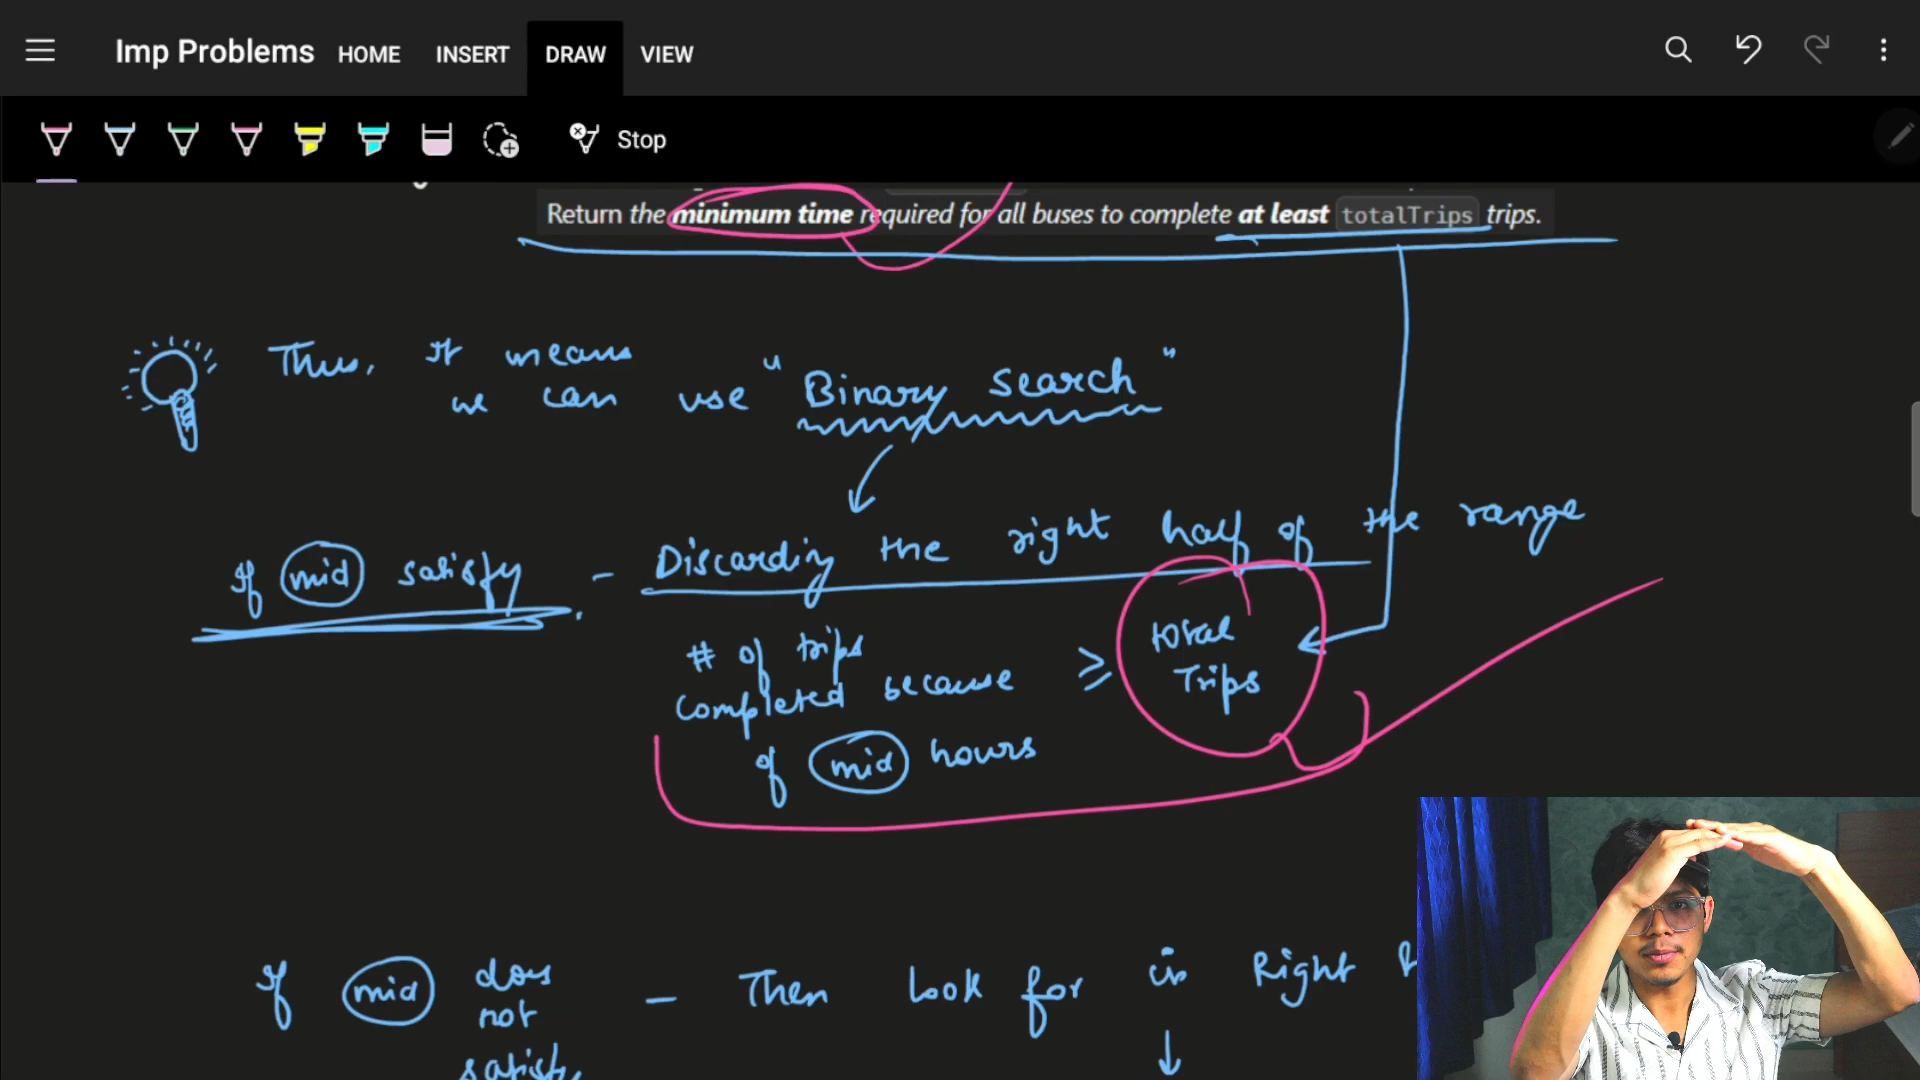 Imp Problems HOME INSERT DRAW VIEW
Stop
Return the minimum time required for all buses to complete at least totalTrips trips.
Thus, it means
we can use "Binary Search"
If mid satisfy - Discarding the right half of the range
# of trips
completed because ≥ total Trips
of mid hours
If mid does not satisfy - Then look for in Right